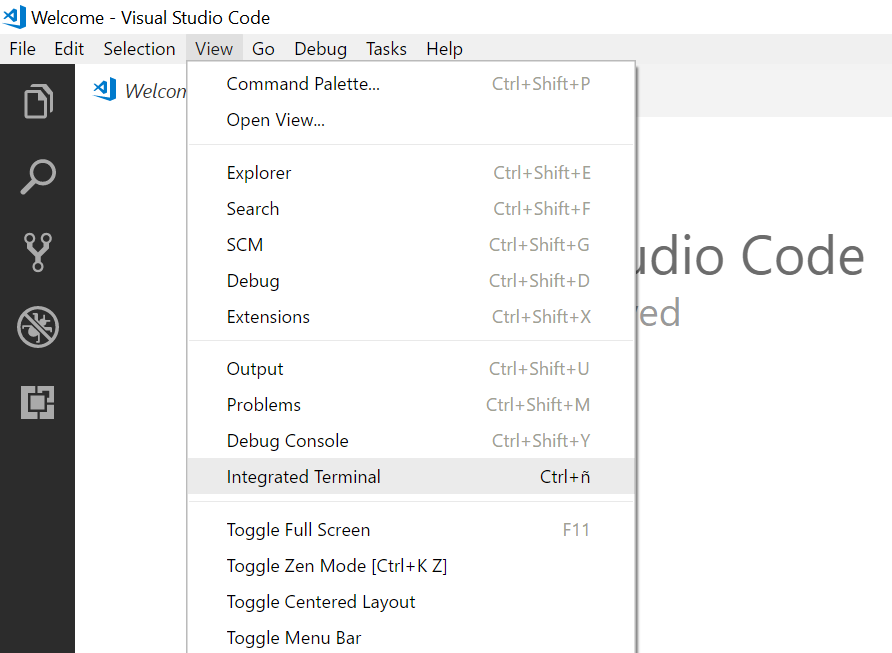 Welcome - Visual Studio Code
File Edit Selection View Go Debug Tasks Help
Welcom
Command Palette... Ctrl+Shift+P
Open View...
Explorer Ctrl+Shift+E
Search Ctrl+Shift+F
SCM Ctrl+Shift+G
Debug Ctrl+Shift+D
Extensions Ctrl+Shift+X
udio Code
ed
Output Ctrl+Shift+U
Problems Ctrl+Shift+M
Debug Console Ctrl+Shift+Y
Integrated Terminal Ctrl+ñ
Toggle Full Screen F11
Toggle Zen Mode [Ctrl+K Z]
Toggle Centered Layout
Toggle Menu Bar